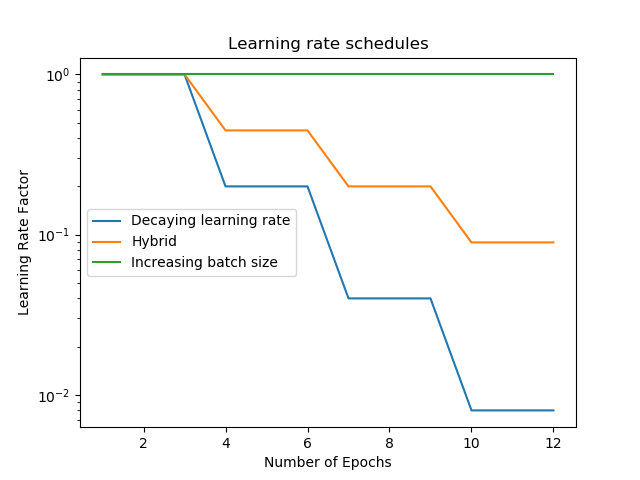 Learning rate schedules
Learning Rate Factor
10⁰
10⁻¹
10⁻²
Decaying learning rate
Hybrid
Increasing batch size
2 4 6 8 10 12
Number of Epochs